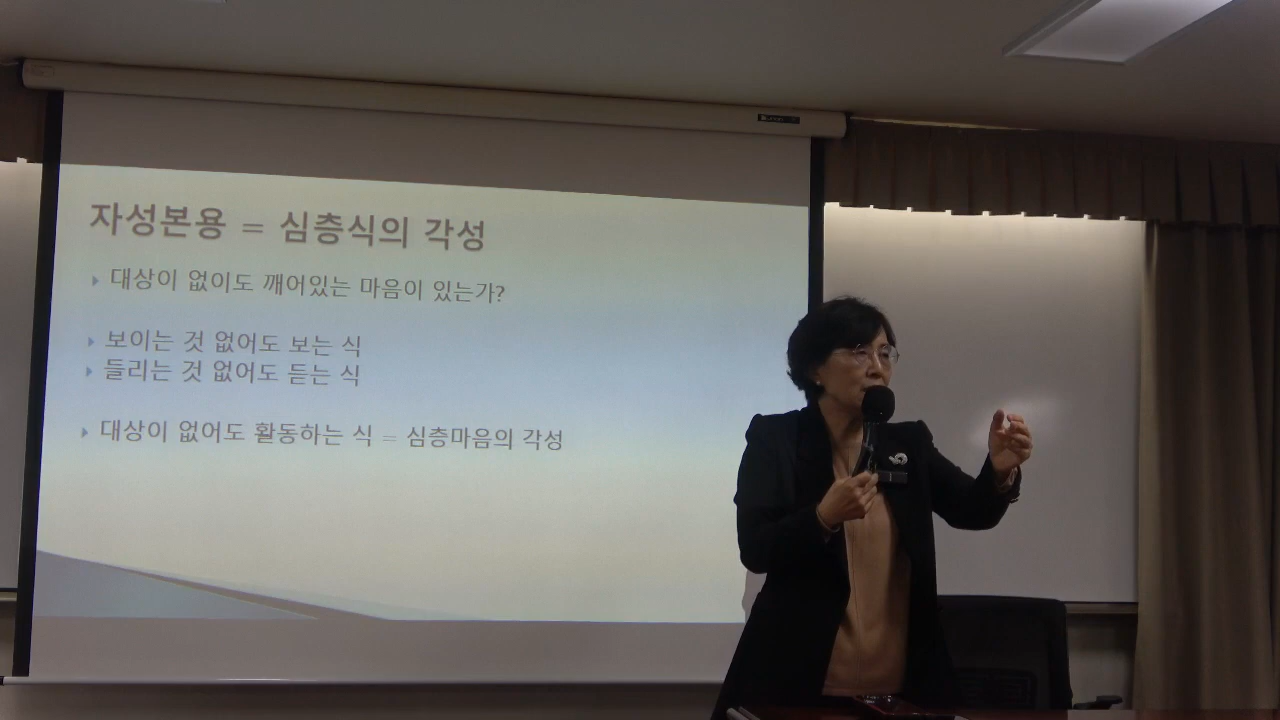 자성본용 = 심층식의 각성
대상이 없이도 깨어있는 마음이 있는가?
보이는 것 없어도 보는 식
들리는 것 없어도 듣는 식
대상이 없어도 활동하는 식 = 심층마음의 각성